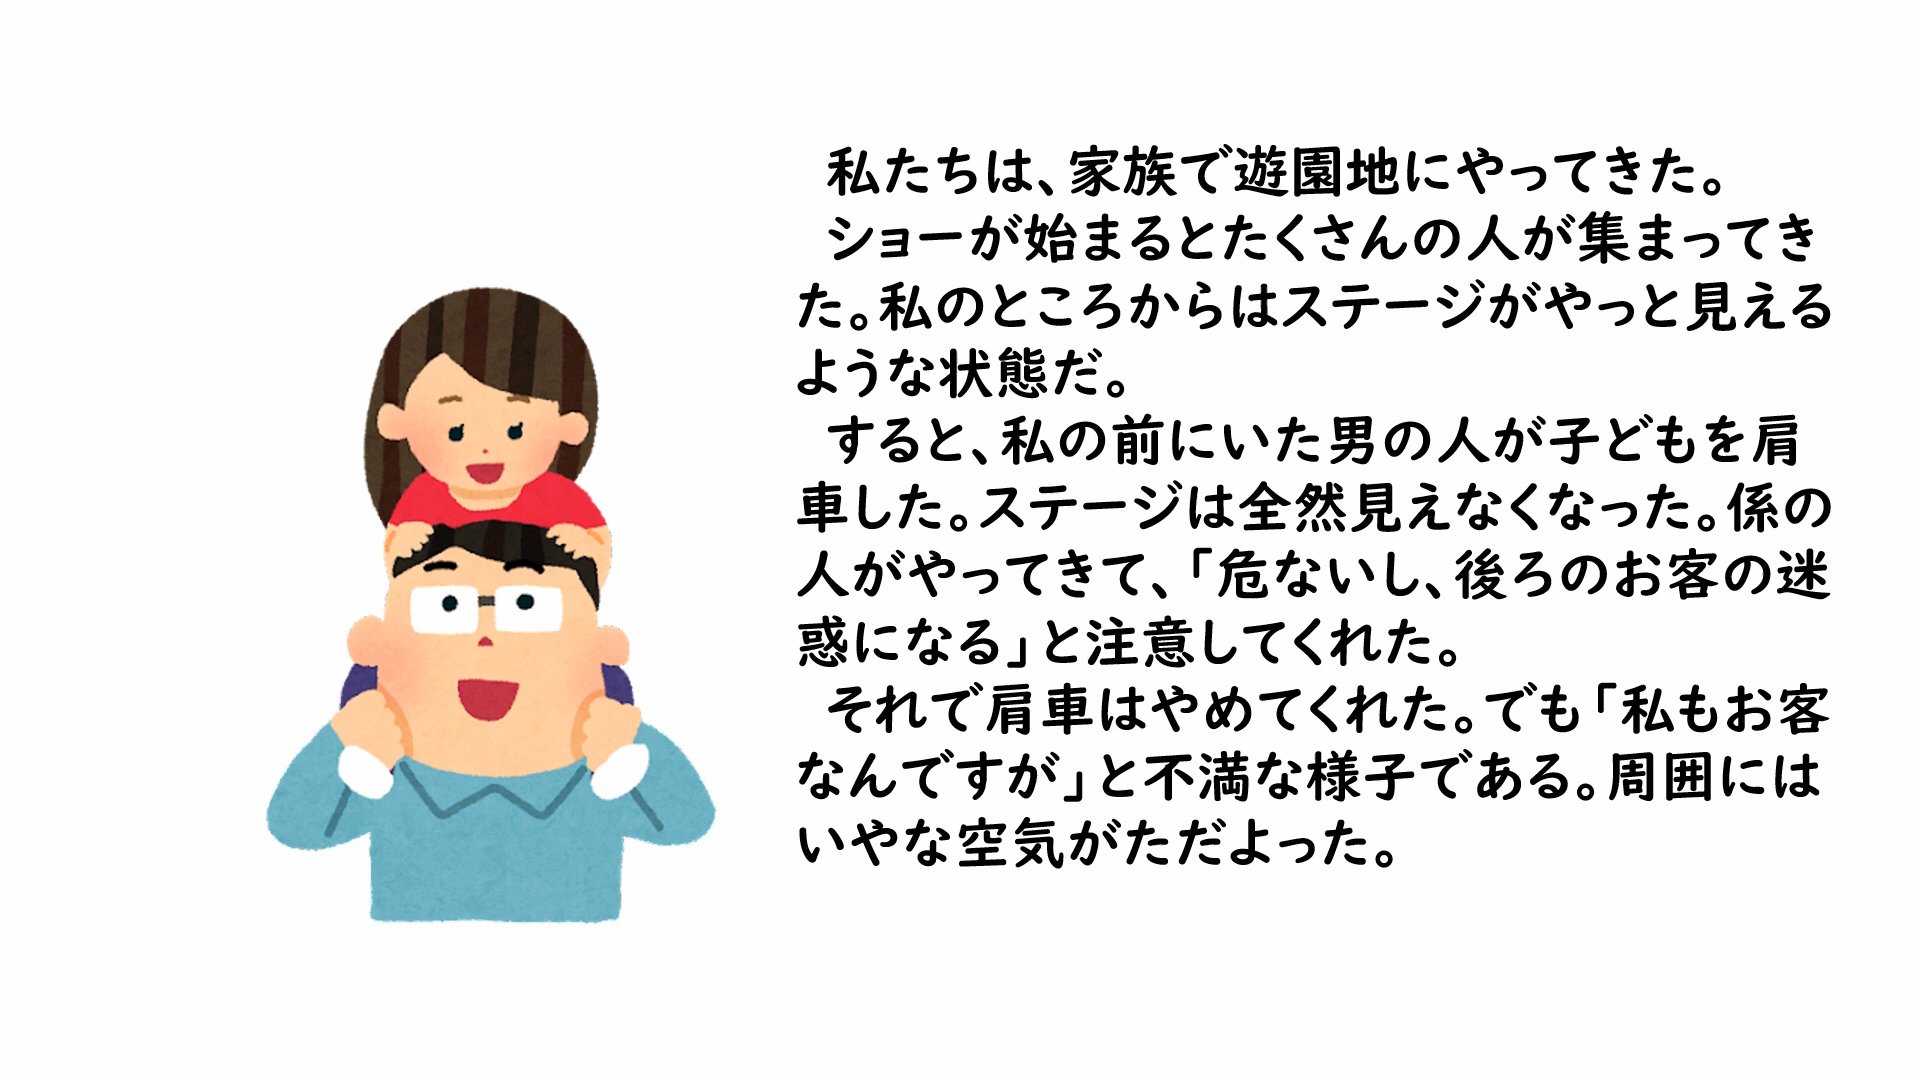 私たちは、家族で遊園地にやってきた。
ショーが始まるとたくさんの人が集まってき
た。私のところからはステージがやっと見える
ような状態だ。
すると、私の前にいた男の人が子どもを肩
車した。ステージは全然見えなくなった。係の
人がやってきて、「危ないし、後ろのお客の迷
惑になる」と注意してくれた。
それで肩車はやめてくれた。でも「私もお客
なんですが」と不満な様子である。周囲には
いやな空気がただよった。